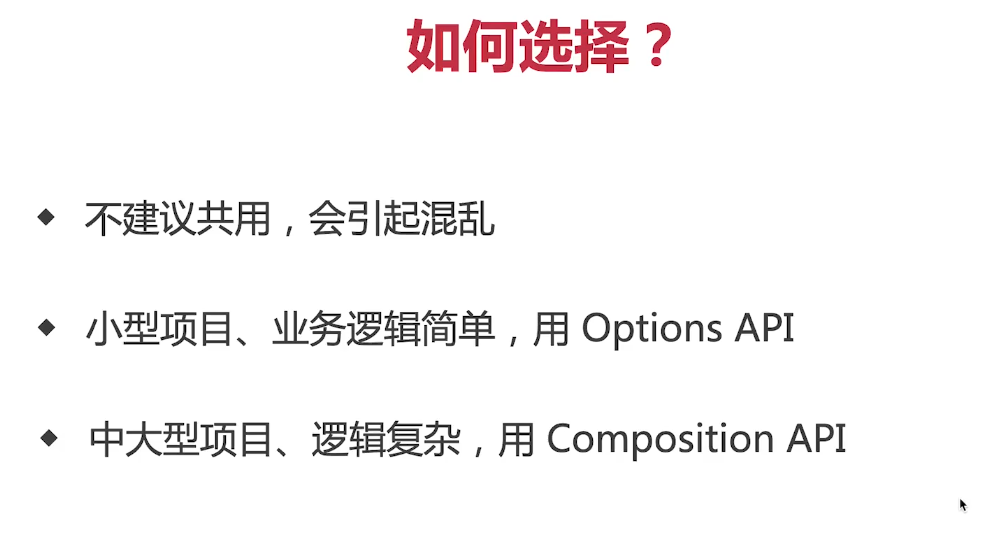 如何选择？
◆ 不建议共用，会引起混乱
◆ 小型项目、业务逻辑简单，用 Options API
◆ 中大型项目、逻辑复杂，用 Composition API